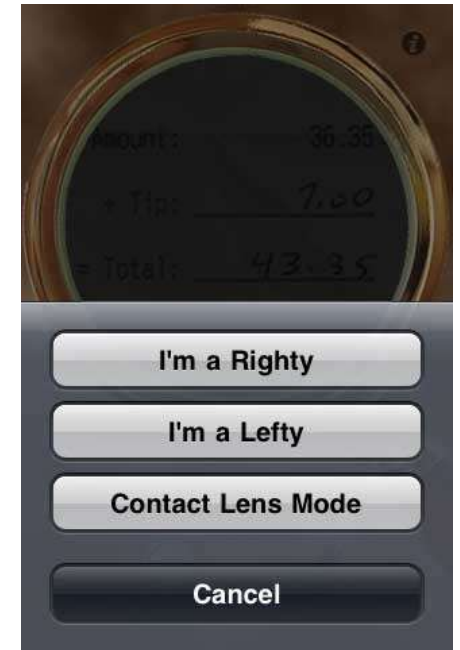 Amount: 36.35
+ Tip: 7.00
= Total: 43.35
I'm a Righty
I'm a Lefty
Contact Lens Mode
Cancel